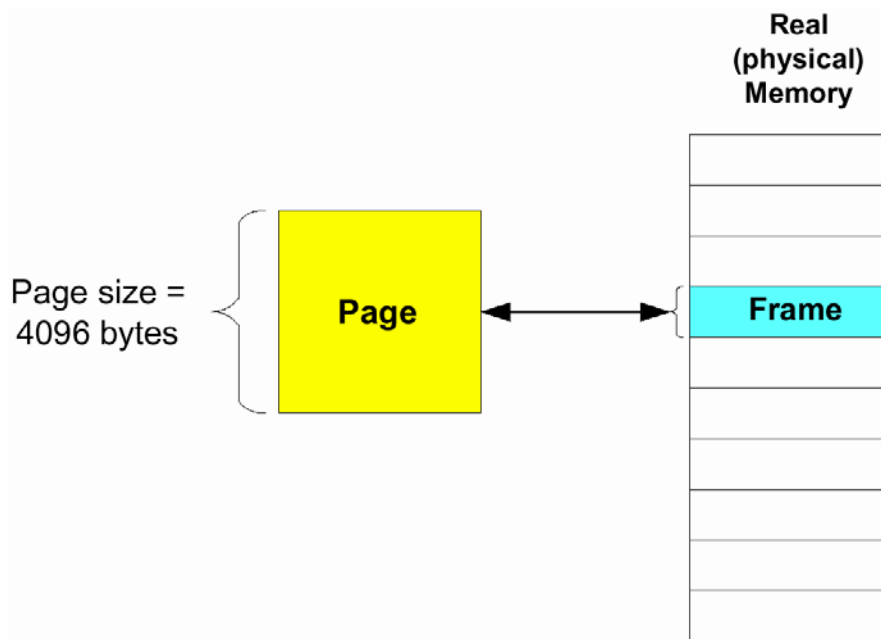 Real
(physical)
Memory
Page size =
4096 bytes
Page
Frame